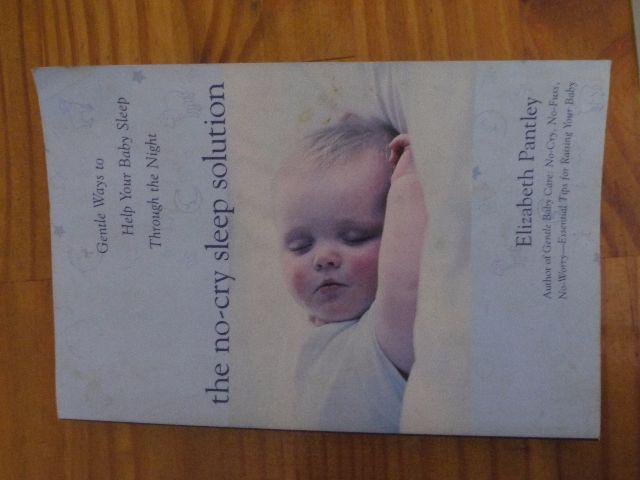 Gentle Ways to
Help Your Baby Sleep
Through the Night
the no-cry sleep solution
Elizabeth Pantley
Author of Gentle Baby Care: No-Cry, No-Fuss,
No-Worry—Essential Tips for Raising Your Baby